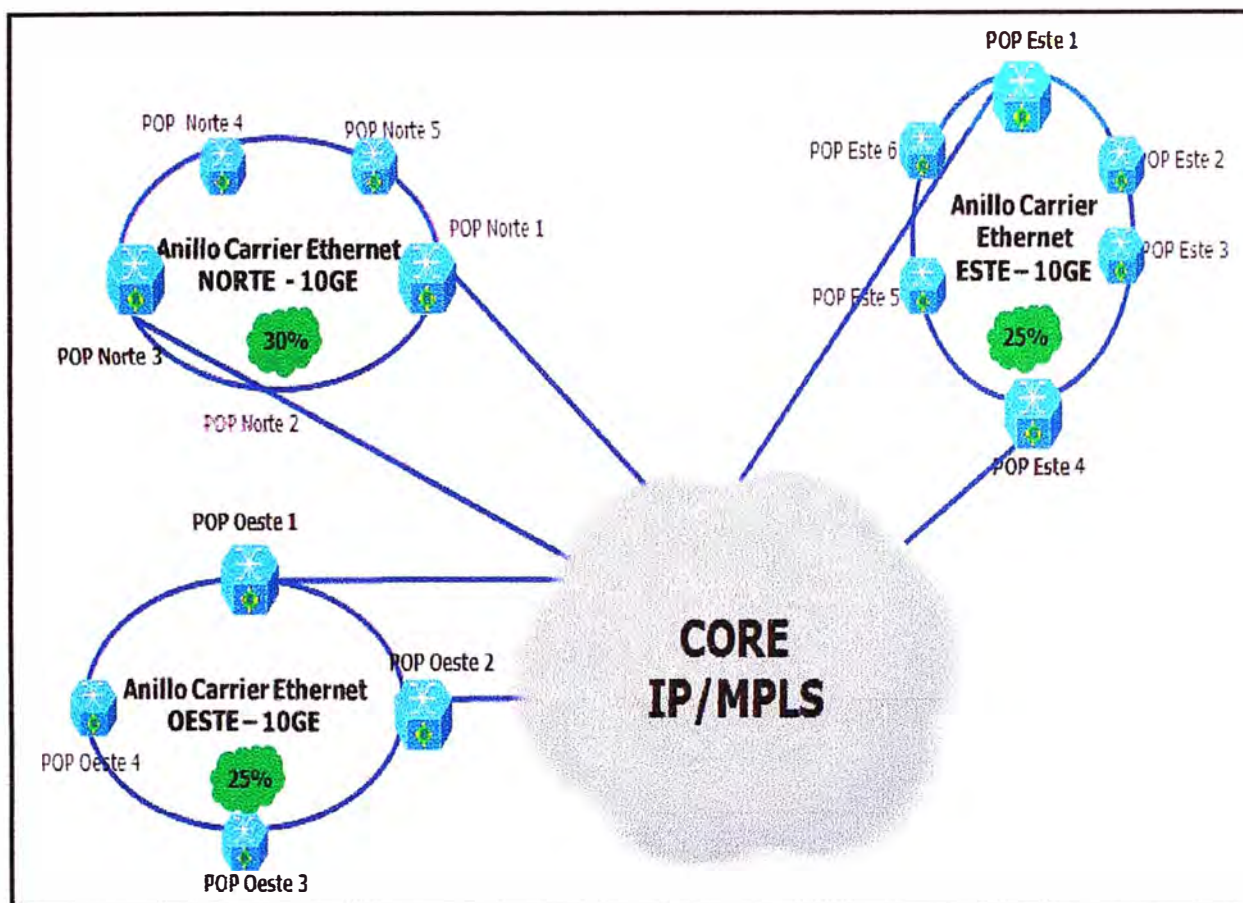 POP Este 1
POP Norte 4
POP Norte 5
POP Este 6
POP Este 2
POP Norte 1
Anillo Carrier Ethernet
NORTE - 10GE
Anillo Carrier
Ethernet
ESTE – 10GE
POP Este 3
POP Este 5
30%
25%
POP Norte 3
POP Norte 2
POP Este 4
POP Oeste 1
CORE
IP/MPLS
POP Oeste 2
Anillo Carrier Ethernet
OESTE – 10GE
POP Oeste 4
25%
POP Oeste 3